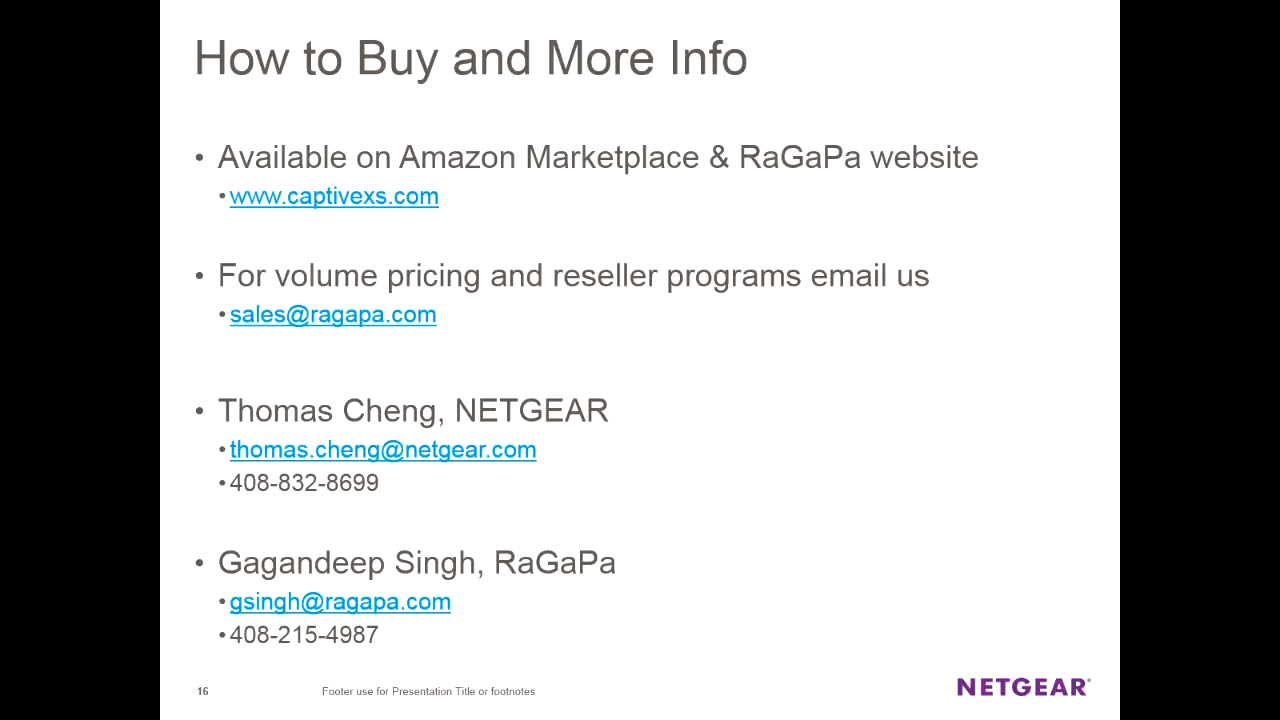 How to Buy and More Info
• Available on Amazon Marketplace & RaGaPa website
• www.captivexs.com
• For volume pricing and reseller programs email us
• sales@ragapa.com
• Thomas Cheng, NETGEAR
• thomas.cheng@netgear.com
• 408-832-8699
• Gagandeep Singh, RaGaPa
• gsingh@ragapa.com
• 408-215-4987
16 Footer use for Presentation Title or footnotes NETGEAR®